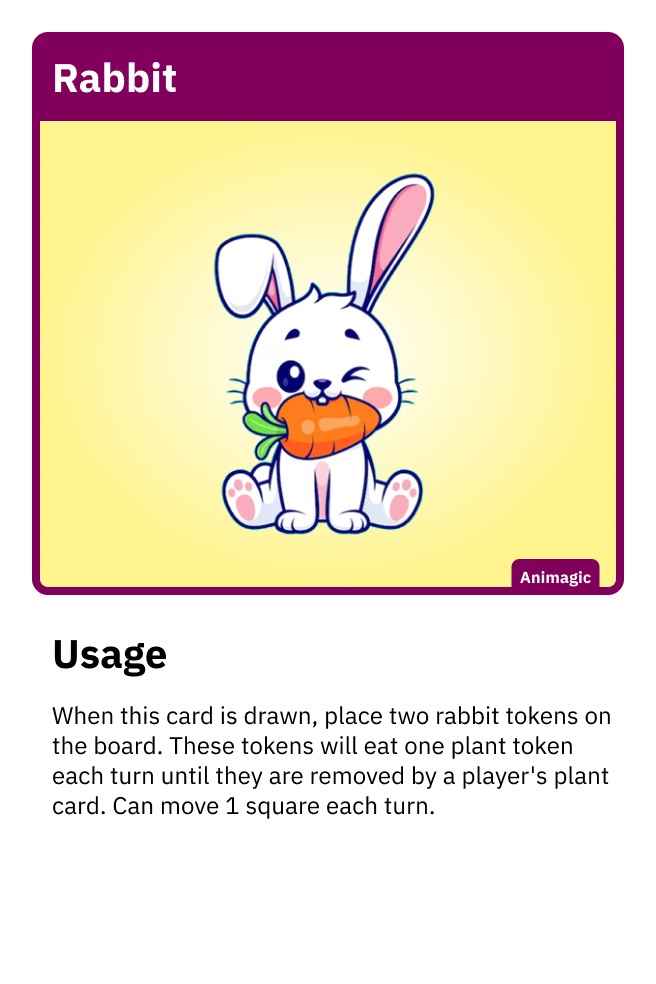 Rabbit
Animagic
Usage
When this card is drawn, place two rabbit tokens on
the board. These tokens will eat one plant token
each turn until they are removed by a player's plant
card. Can move 1 square each turn.